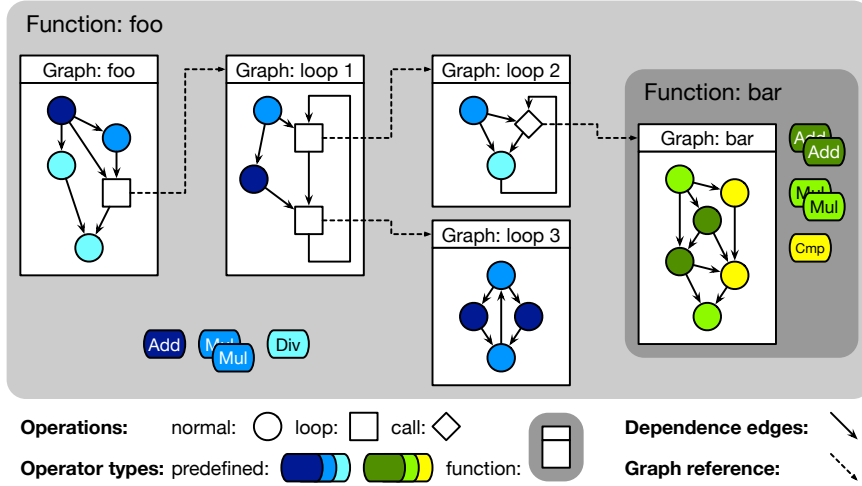 Function: foo
Graph: foo
Graph: loop 1
Graph: loop 2
Function: bar
Graph: bar
Add
Add
Mul
Mul
Cmp
Graph: loop 3
Add
Mul
Mul
Div
Operations: normal: loop: call:
Dependence edges:
Operator types: predefined: function:
Graph reference: